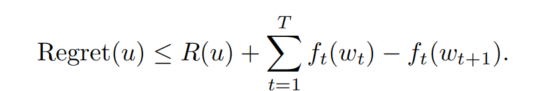 Regret(u) ≤ R(u) + ∑_{t=1}^{T} f_t(w_t) − f_t(w_{t+1}).